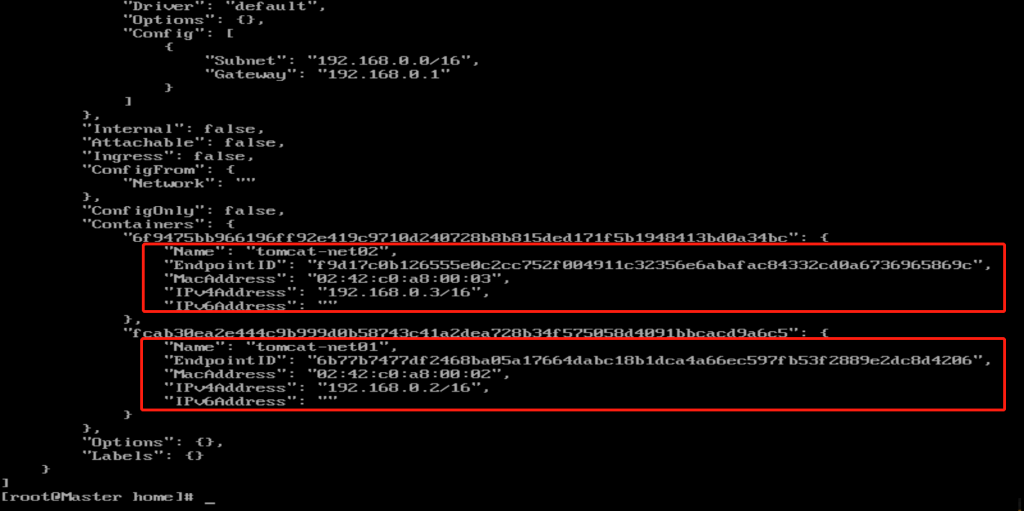 "Driver": "default",
"Options": {},
"Config": [
{
"Subnet": "192.168.0.0/16",
"Gateway": "192.168.0.1"
}
]
},
"Internal": false,
"Attachable": false,
"Ingress": false,
"ConfigFrom": {
"Network": ""
},
"ConfigOnly": false,
"Containers": {
"6f9475bb966196ff92e419c9710d240728b8b815ded171f5b1948413bd0a34bc": {
"Name": "tomcat-net02",
"EndpointID": "f9d17c0b126555e0c2cc752f004911c32356e6abafac84332cd0a6736965869c",
"MacAddress": "02:42:c0:a8:00:03",
"IPv4Address": "192.168.0.3/16",
"IPv6Address": ""
},
"fcab30ea2e444c9b999d0b58743c41a2dea728b34f575058d4091bbcacd9a6c5": {
"Name": "tomcat-net01",
"EndpointID": "6b77b7477df2468ba05a17664dabc18b1dca4a66ec597fb53f2889e2dc8d4206",
"MacAddress": "02:42:c0:a8:00:02",
"IPv4Address": "192.168.0.2/16",
"IPv6Address": ""
}
},
"Options": {},
"Labels": {}
}
]
[root@Master home]# _